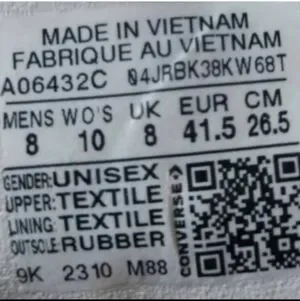 MADE IN VIETNAM
FABRIQUE AU VIETNAM
A06432C 04JRBK38KW68T
MENS WO'S UK EUR CM
8 10 8 41.5 26.5
GENDER:UNISEX
UPPER:TEXTILE
LINING:TEXTILE
OUTSOLE:RUBBER
9K 2310 M88
CONVERSE